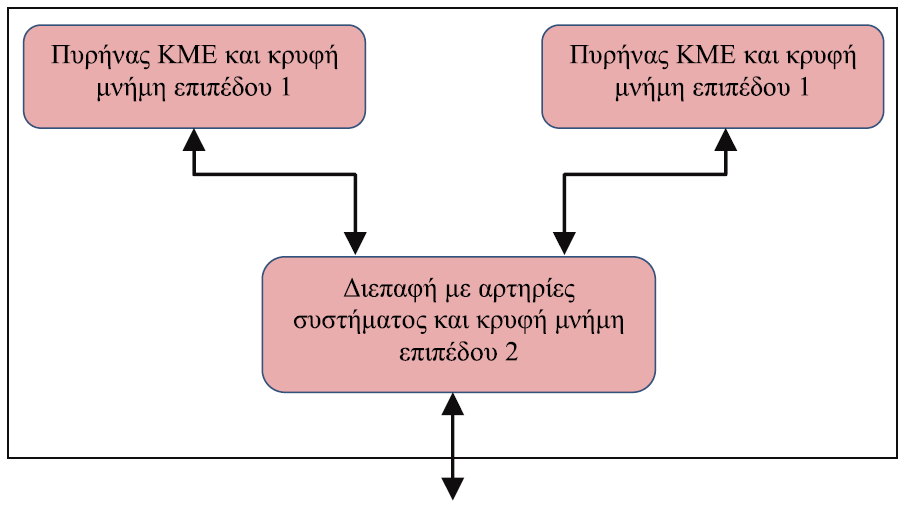 Πυρήνας ΚΜΕ και κρυφή
μνήμη επιπέδου 1
Πυρήνας ΚΜΕ και κρυφή
μνήμη επιπέδου 1
Διεπαφή με αρτηρίες
συστήματος και κρυφή μνήμη
επιπέδου 2